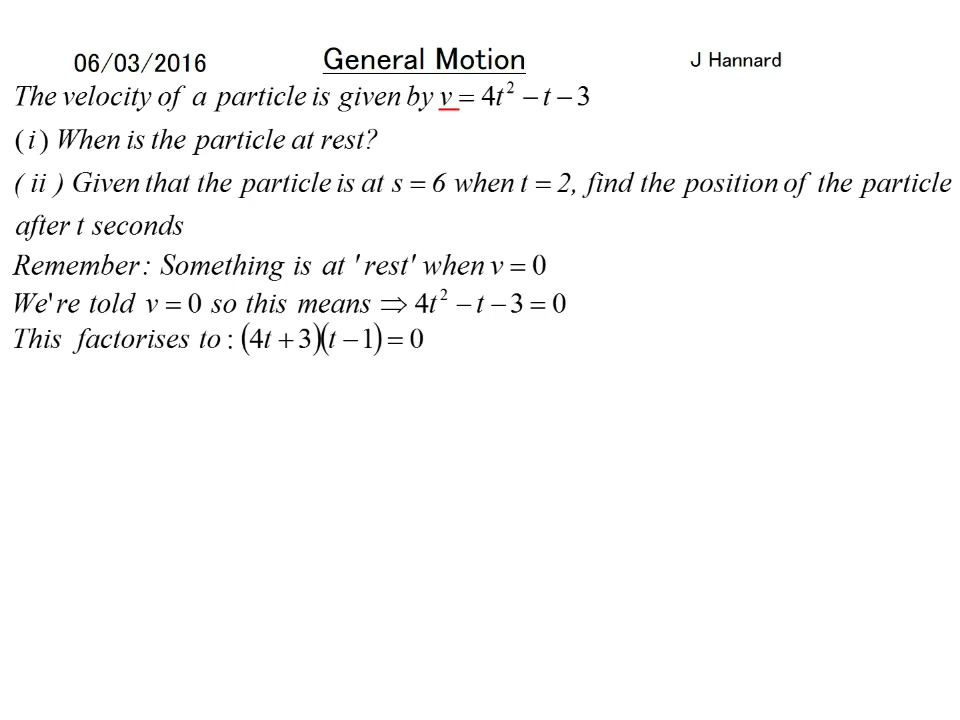 06/03/2016 General Motion J Hannard
The velocity of a particle is given by v = 4t² − t − 3
(i) When is the particle at rest?
( ii ) Given that the particle is at s = 6 when t = 2, find the position of the particle
after t seconds
Remember: Something is at 'rest' when v = 0
We're told v = 0 so this means ⇒ 4t² − t − 3 = 0
This factorises to: (4t + 3)(t − 1) = 0